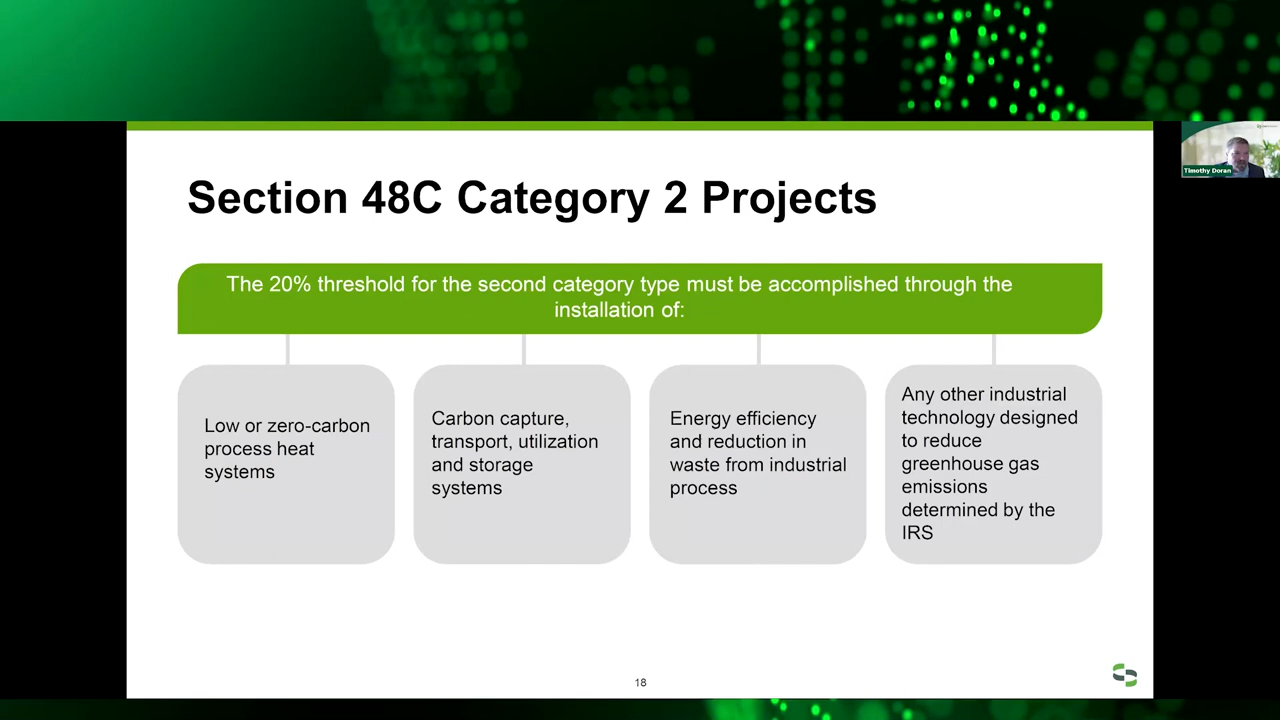 Section 48C Category 2 Projects
The 20% threshold for the second category type must be accomplished through the
installation of:
Low or zero-carbon
process heat
systems
Carbon capture,
transport, utilization
and storage
systems
Energy efficiency
and reduction in
waste from industrial
process
Any other industrial
technology designed
to reduce
greenhouse gas
emissions
determined by the
IRS
18
Timothy Doran